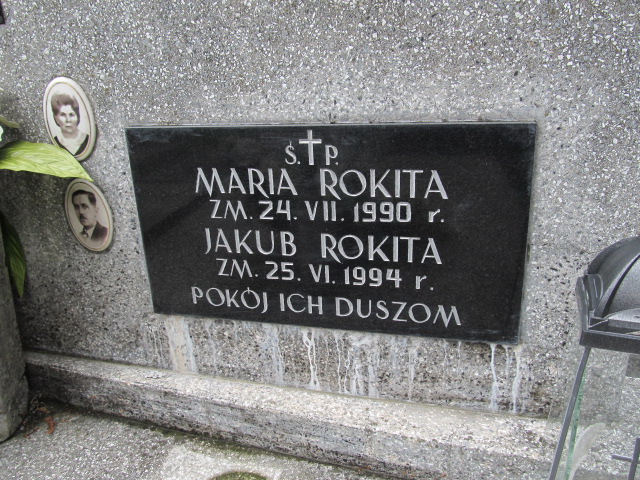 Ś. † P.
MARIA ROKITA
ZM. 24. VII. 1990 r.
JAKUB ROKITA
ZM. 25. VI. 1994 r.
POKÓJ ICH DUSZOM